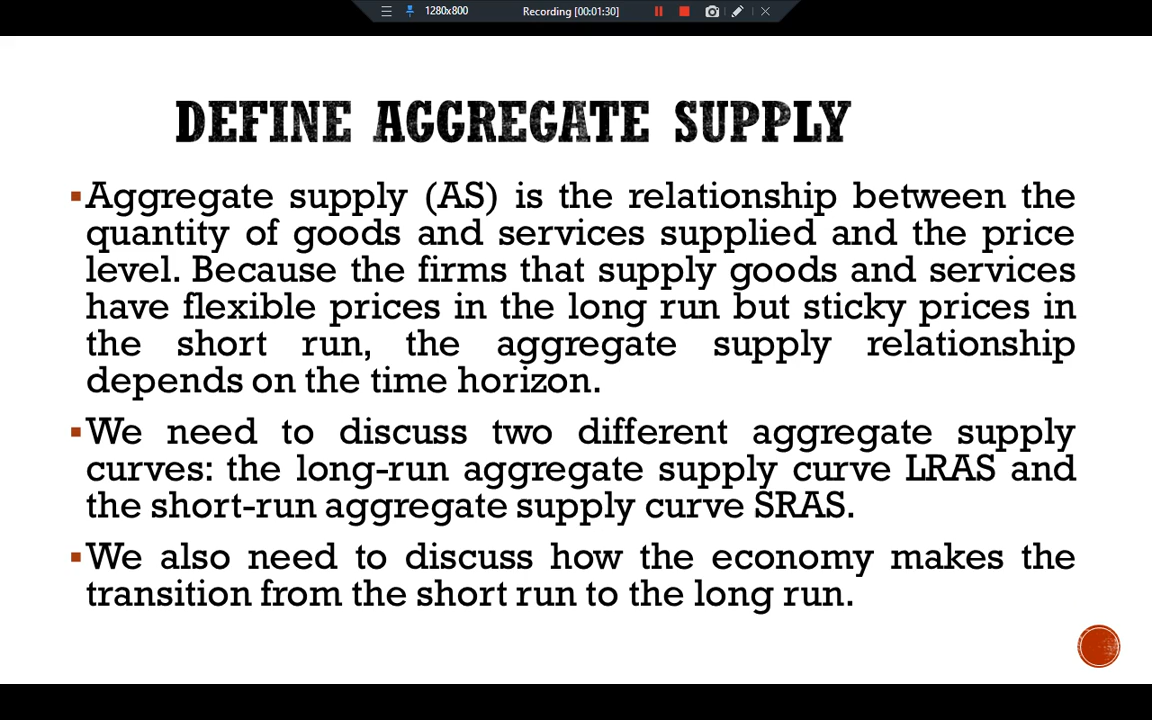 1280x800
Recording [00:01:30]
DEFINE AGGREGATE SUPPLY
▪Aggregate supply (AS) is the relationship between the
quantity of goods and services supplied and the price
level. Because the firms that supply goods and services
have flexible prices in the long run but sticky prices in
the short run, the aggregate supply relationship
depends on the time horizon.
▪We need to discuss two different aggregate supply
curves: the long-run aggregate supply curve LRAS and
the short-run aggregate supply curve SRAS.
▪We also need to discuss how the economy makes the
transition from the short run to the long run.